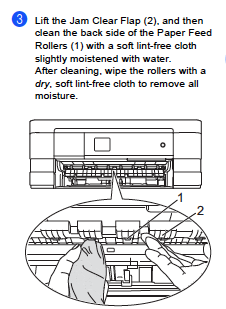 3 Lift the Jam Clear Flap (2), and then
clean the back side of the Paper Feed
Rollers (1) with a soft lint-free cloth
slightly moistened with water.
After cleaning, wipe the rollers with a
dry, soft lint-free cloth to remove all
moisture.
1
2